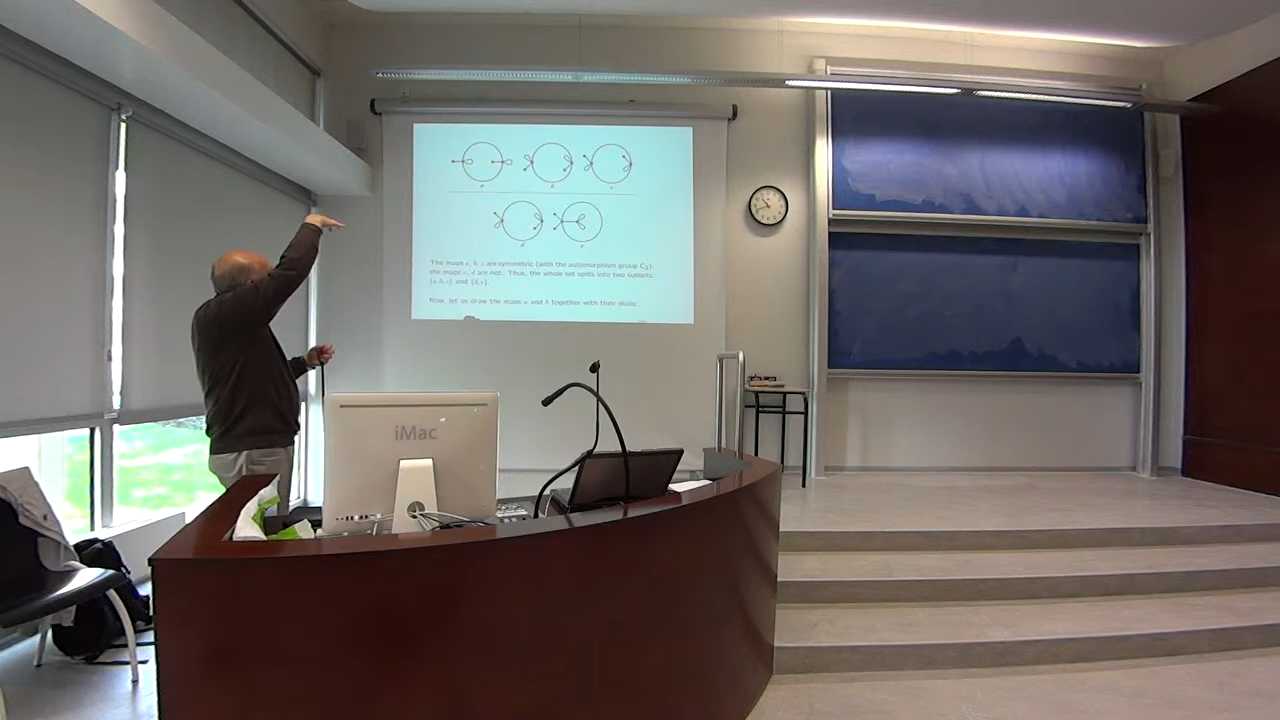 a b c
d e
The maps a, b, c are symmetric (with the automorphism group C2);
the maps e, d are not. Thus, the whole set splits into two subsets:
{a, b, c} and {d, e}.
Now, let us draw the maps a and b together with their duals:
iMac